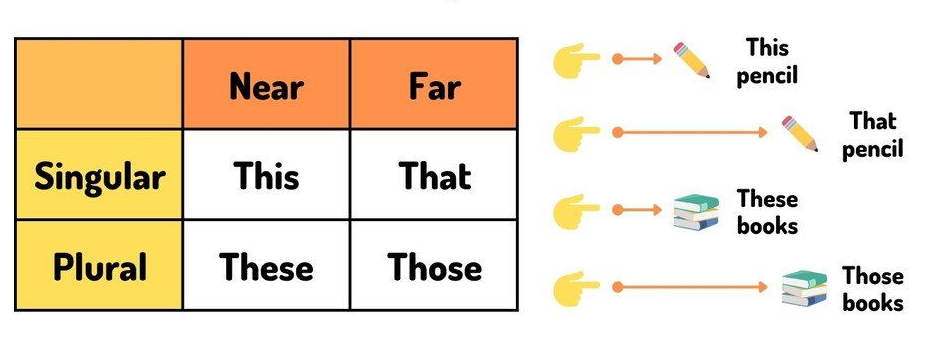 Near Far
Singular This That
Plural These Those
This
pencil
That
pencil
These
books
Those
books